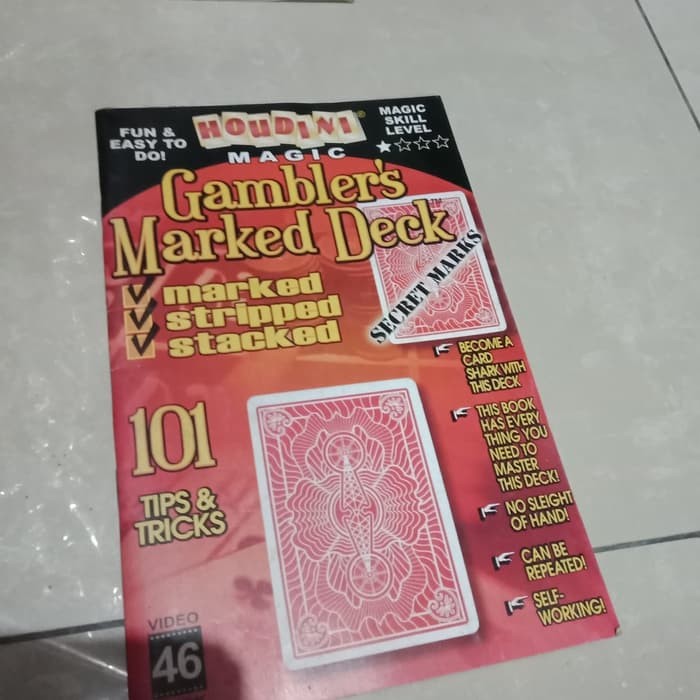 FUN &
EASY TO
DO!
HOUDINI®
MAGIC
MAGIC
SKILL
LEVEL
Gambler's
Marked Deck™
SECRET MARKS
marked
stripped
stacked
BECOME A
CARD
SHARK WITH
THIS DECK
THIS BOOK
HAS EVERY
THING YOU
NEED TO
MASTER
THIS DECK!
NO SLEIGHT
OF HAND!
CAN BE
REPEATED!
SELF-
WORKING!
101
TIPS &
TRICKS
VIDEO
46